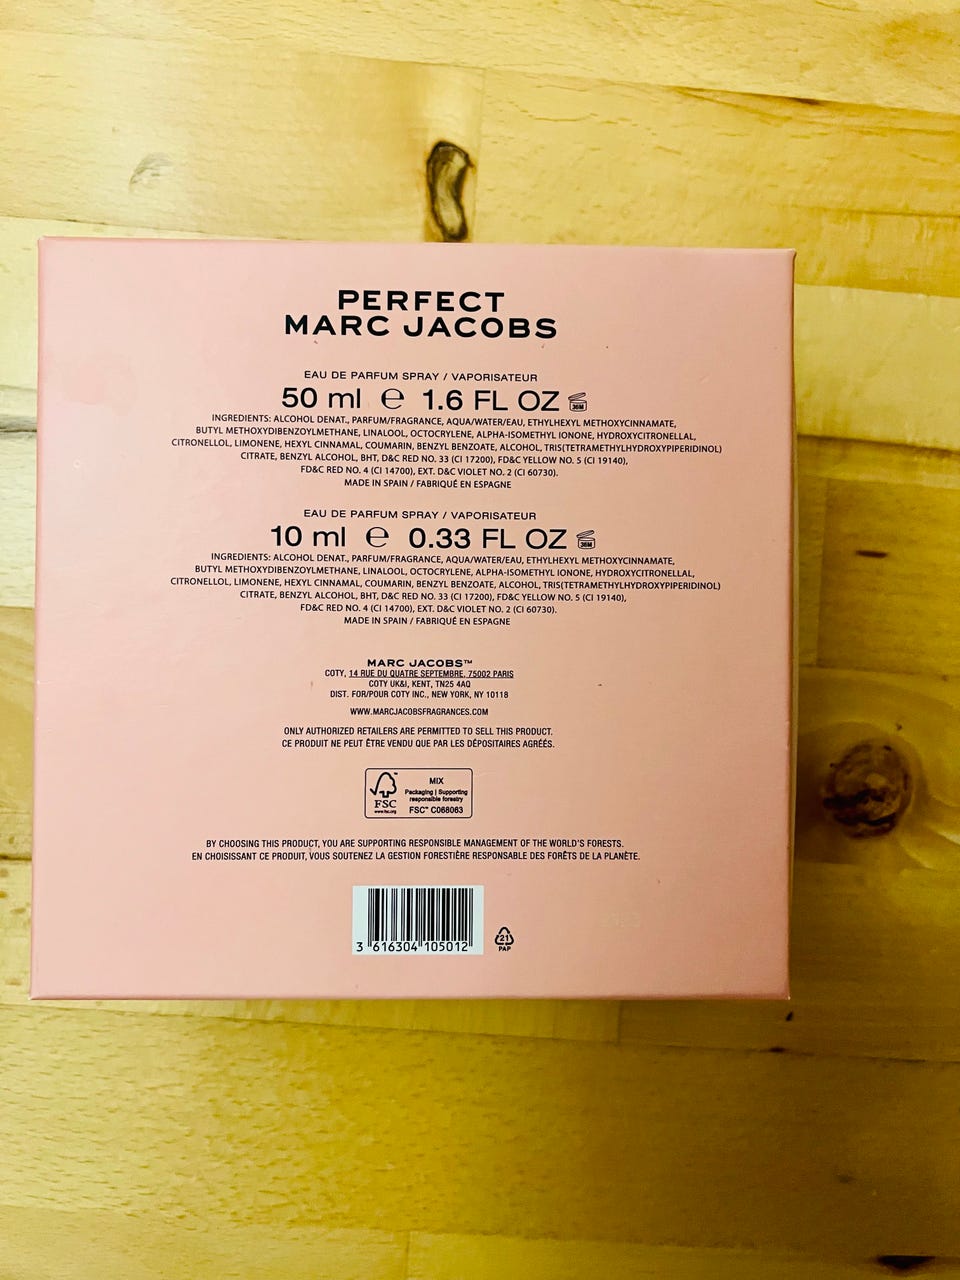 PERFECT
MARC JACOBS
EAU DE PARFUM SPRAY / VAPORISATEUR
50 ml ℮ 1.6 FL OZ 36M
INGREDIENTS: ALCOHOL DENAT., PARFUM/FRAGRANCE, AQUA/WATER/EAU, ETHYLHEXYL METHOXYCINNAMATE,
BUTYL METHOXYDIBENZOYLMETHANE, LINALOOL, OCTOCRYLENE, ALPHA-ISOMETHYL IONONE, HYDROXYCITRONELLAL,
CITRONELLOL, LIMONENE, HEXYL CINNAMAL, COUMARIN, BENZYL BENZOATE, ALCOHOL, TRIS(TETRAMETHYLHYDROXYPIPERIDINOL)
CITRATE, BENZYL ALCOHOL, BHT, D&C RED NO. 33 (CI 17200), FD&C YELLOW NO. 5 (CI 19140),
FD&C RED NO. 4 (CI 14700), EXT. D&C VIOLET NO. 2 (CI 60730).
MADE IN SPAIN / FABRIQUÉ EN ESPAGNE
EAU DE PARFUM SPRAY / VAPORISATEUR
10 ml ℮ 0.33 FL OZ 36M
INGREDIENTS: ALCOHOL DENAT., PARFUM/FRAGRANCE, AQUA/WATER/EAU, ETHYLHEXYL METHOXYCINNAMATE,
BUTYL METHOXYDIBENZOYLMETHANE, LINALOOL, OCTOCRYLENE, ALPHA-ISOMETHYL IONONE, HYDROXYCITRONELLAL,
CITRONELLOL, LIMONENE, HEXYL CINNAMAL, COUMARIN, BENZYL BENZOATE, ALCOHOL, TRIS(TETRAMETHYLHYDROXYPIPERIDINOL)
CITRATE, BENZYL ALCOHOL, BHT, D&C RED NO. 33 (CI 17200), FD&C YELLOW NO. 5 (CI 19140),
FD&C RED NO. 4 (CI 14700), EXT. D&C VIOLET NO. 2 (CI 60730).
MADE IN SPAIN / FABRIQUÉ EN ESPAGNE
MARC JACOBS™
COTY, 14 RUE DU QUATRE SEPTEMBRE, 75002 PARIS
COTY UK&I, KENT, TN25 4AQ
DIST. FOR/POUR COTY INC., NEW YORK, NY 10118
WWW.MARCJACOBSFRAGRANCES.COM
ONLY AUTHORIZED RETAILERS ARE PERMITTED TO SELL THIS PRODUCT.
CE PRODUIT NE PEUT ÊTRE VENDU QUE PAR LES DÉPOSITAIRES AGRÉÉS.
FSC
www.fsc.org
MIX
Packaging | Supporting
responsible forestry
FSC™ C068063
BY CHOOSING THIS PRODUCT, YOU ARE SUPPORTING RESPONSIBLE MANAGEMENT OF THE WORLD'S FORESTS.
EN CHOISISSANT CE PRODUIT, VOUS SOUTENEZ LA GESTION FORESTIÈRE RESPONSABLE DES FORÊTS DE LA PLANÈTE.
3 616304 105012
21
PAP